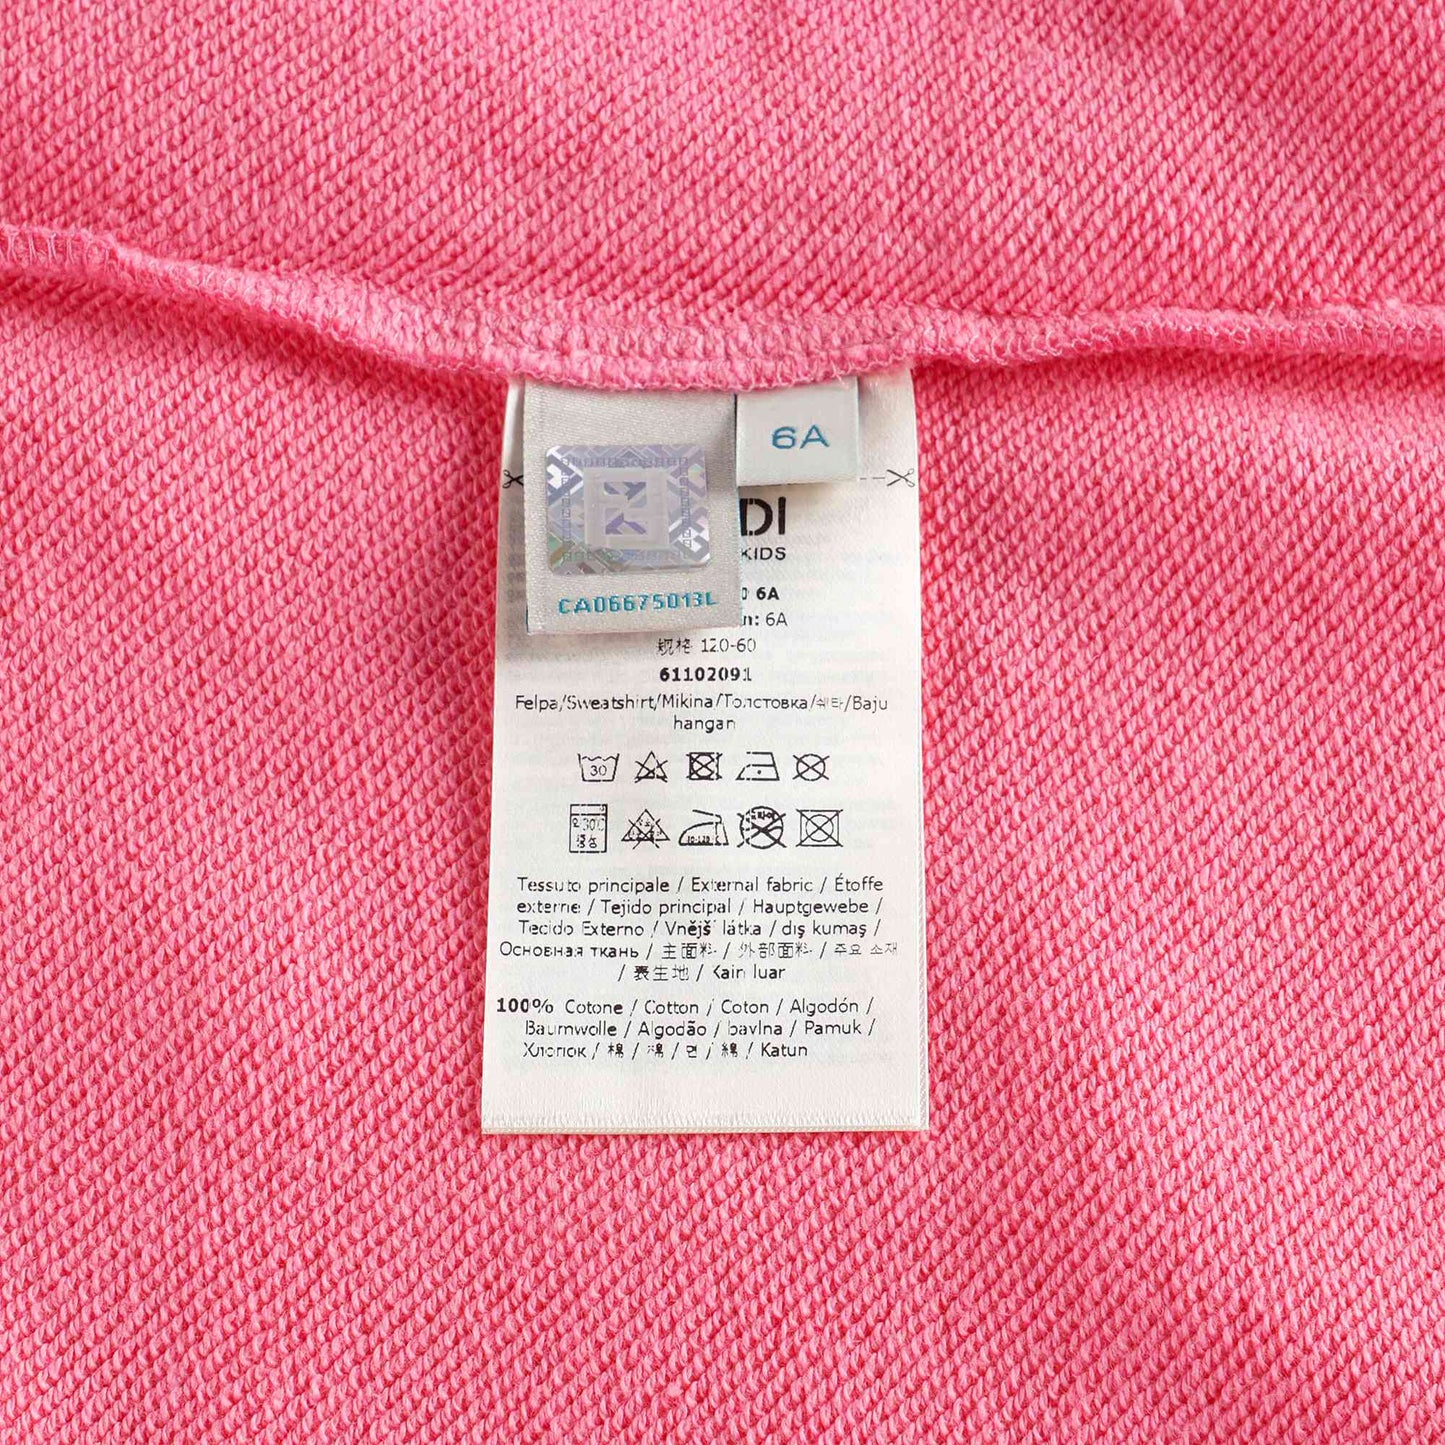 6A
DI
KIDS
CA06675013L
6A
n: 6A
规格 120-60
61102091
Felpa/Sweatshirt/Mikina/Толстовка/쉐타/Baju
hangan
30
Tessuto principale / External fabric / Étoffe
externe / Tejido principal / Hauptgewebe /
Tecido Externo / Vnější látka / dış kumaş /
Основная ткань / 主面料 / 外部面料 / 주요 소재
/ 表生地 / Kain luar
100% Cotone / Cotton / Coton / Algodón /
Baumwolle / Algodão / bavlna / Pamuk /
Хлопок / 棉 / 棉 / 면 / 綿 / Katun